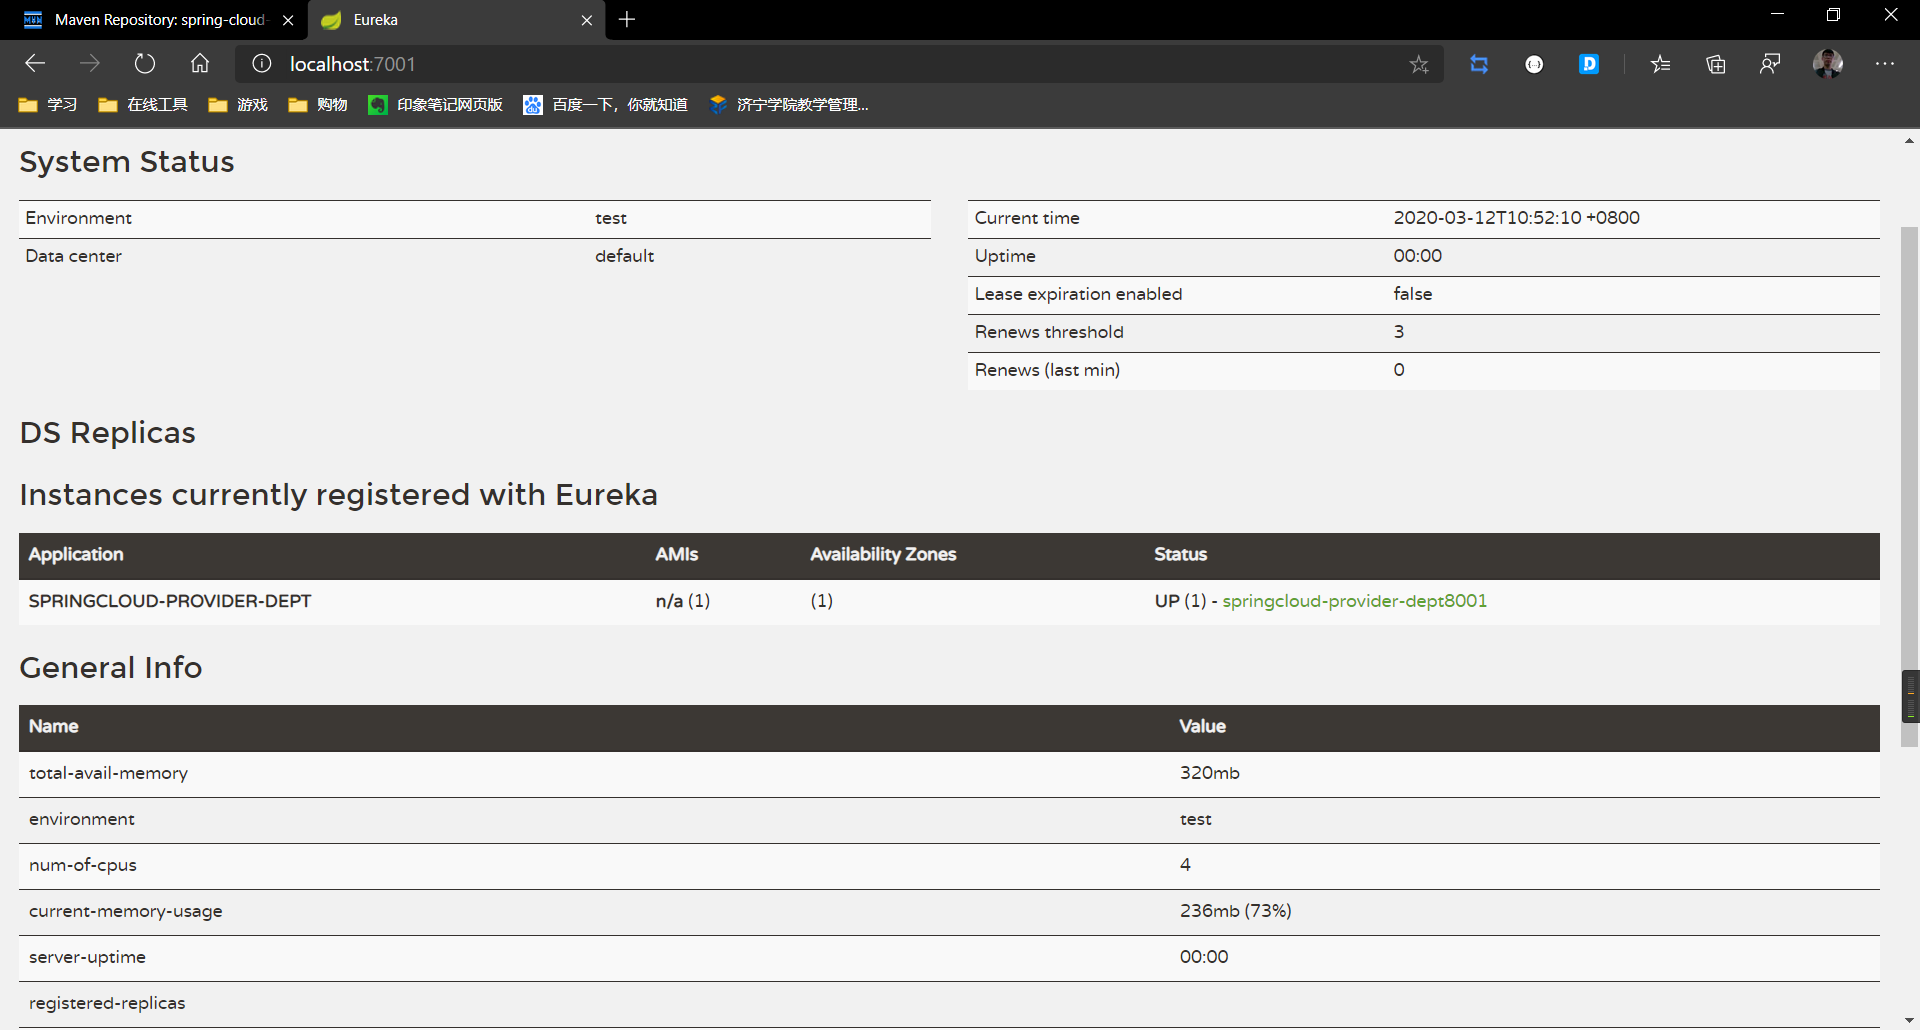 Maven Repository: spring-cloud-
Eureka
localhost:7001
学习 在线工具 游戏 购物 印象笔记网页版 百度一下，你就知道 济宁学院教学管理...
System Status
Environment test
Data center default
Current time 2020-03-12T10:52:10 +0800
Uptime 00:00
Lease expiration enabled false
Renews threshold 3
Renews (last min) 0
DS Replicas
Instances currently registered with Eureka
Application AMIs Availability Zones Status
SPRINGCLOUD-PROVIDER-DEPT n/a (1) (1) UP (1) - springcloud-provider-dept8001
General Info
Name Value
total-avail-memory 320mb
environment test
num-of-cpus 4
current-memory-usage 236mb (73%)
server-uptime 00:00
registered-replicas